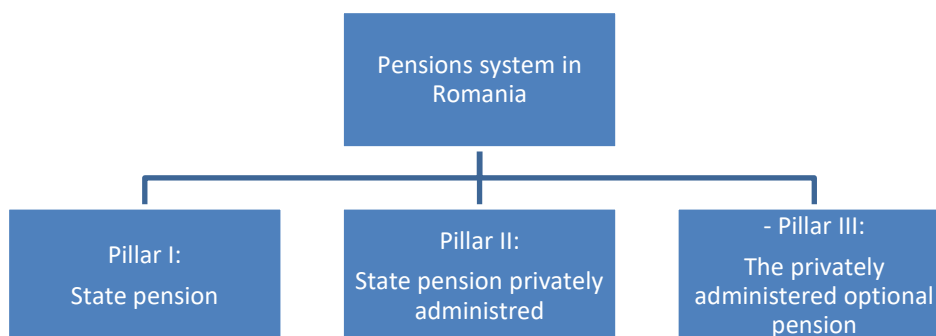 Pensions system in
Romania
Pillar I:
State pension
Pillar II:
State pension privately
administred
- Pillar III:
The privately
administered optional
pension